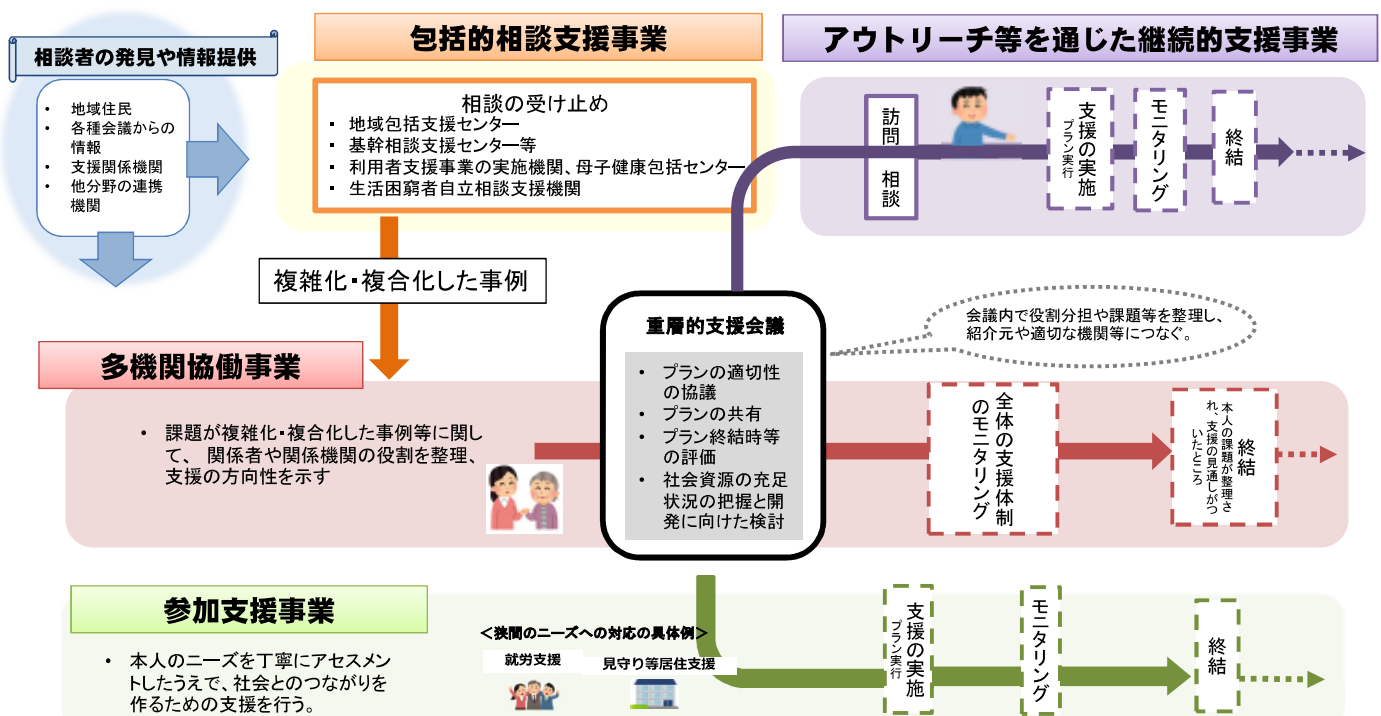 相談者の発見や情報提供
・ 地域住民
・ 各種会議からの
情報
・ 支援関係機関
・ 他分野の連携
機関
包括的相談支援事業
相談の受け止め
▪ 地域包括支援センター
▪ 基幹相談支援センター等
▪ 利用者支援事業の実施機関、母子健康包括センター
▪ 生活困窮者自立相談支援機関
アウトリーチ等を通じた継続的支援事業
訪問
相談
支援の実施
プラン実行
モニタリング
終結
複雑化・複合化した事例
重層的支援会議
• プランの適切性
の協議
• プランの共有
• プラン終結時等
の評価
• 社会資源の充足
状況の把握と開
発に向けた検討
会議内で役割分担や課題等を整理し、
紹介元や適切な機関等につなぐ。
多機関協働事業
• 課題が複雑化・複合化した事例等に関し
て、 関係者や関係機関の役割を整理、
支援の方向性を示す
全体の支援体制
のモニタリング
終結
本人の課題が整理さ
れ、支援の見通しがつ
いたところ
参加支援事業
• 本人のニーズを丁寧にアセスメン
トしたうえで、社会とのつながりを
作るための支援を行う。
＜狭間のニーズへの対応の具体例＞
就労支援
見守り等居住支援
支援の実施
プラン実行
モニタリング
終結